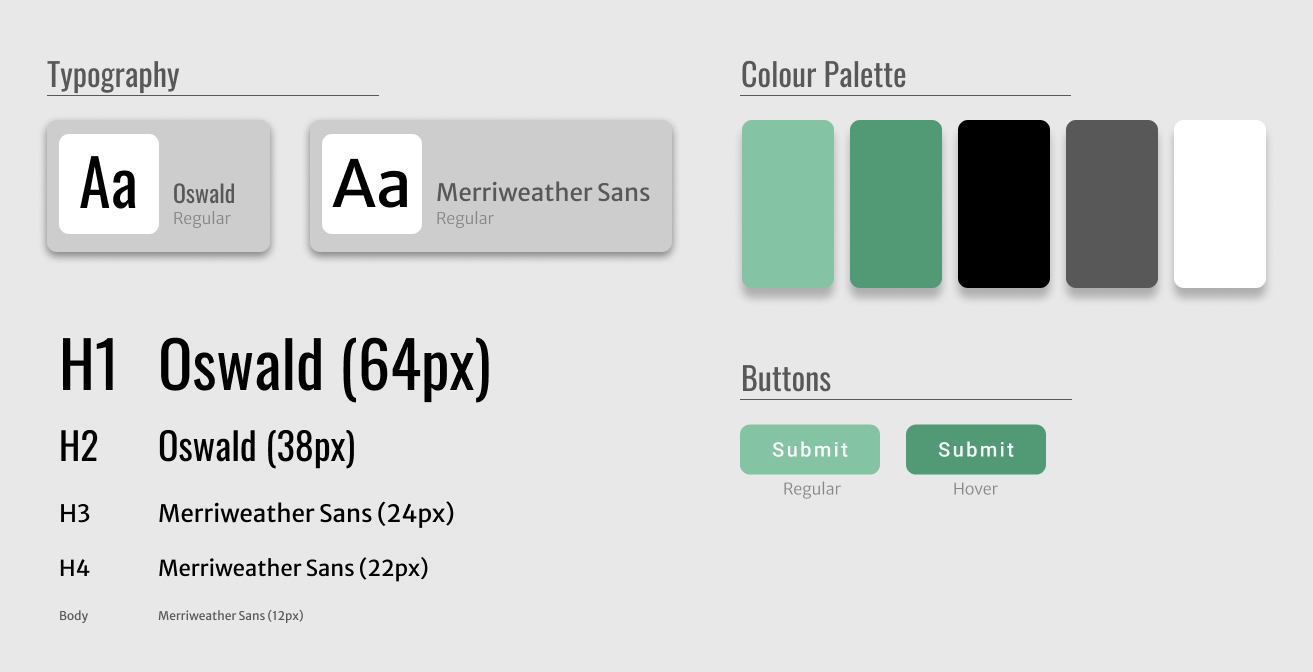 Typography
Aa
Oswald
Regular
Aa
Merriweather Sans
Regular
H1 Oswald (64px)
H2 Oswald (38px)
H3 Merriweather Sans (24px)
H4 Merriweather Sans (22px)
Body Merriweather Sans (12px)
Colour Palette
Buttons
Submit
Regular
Submit
Hover